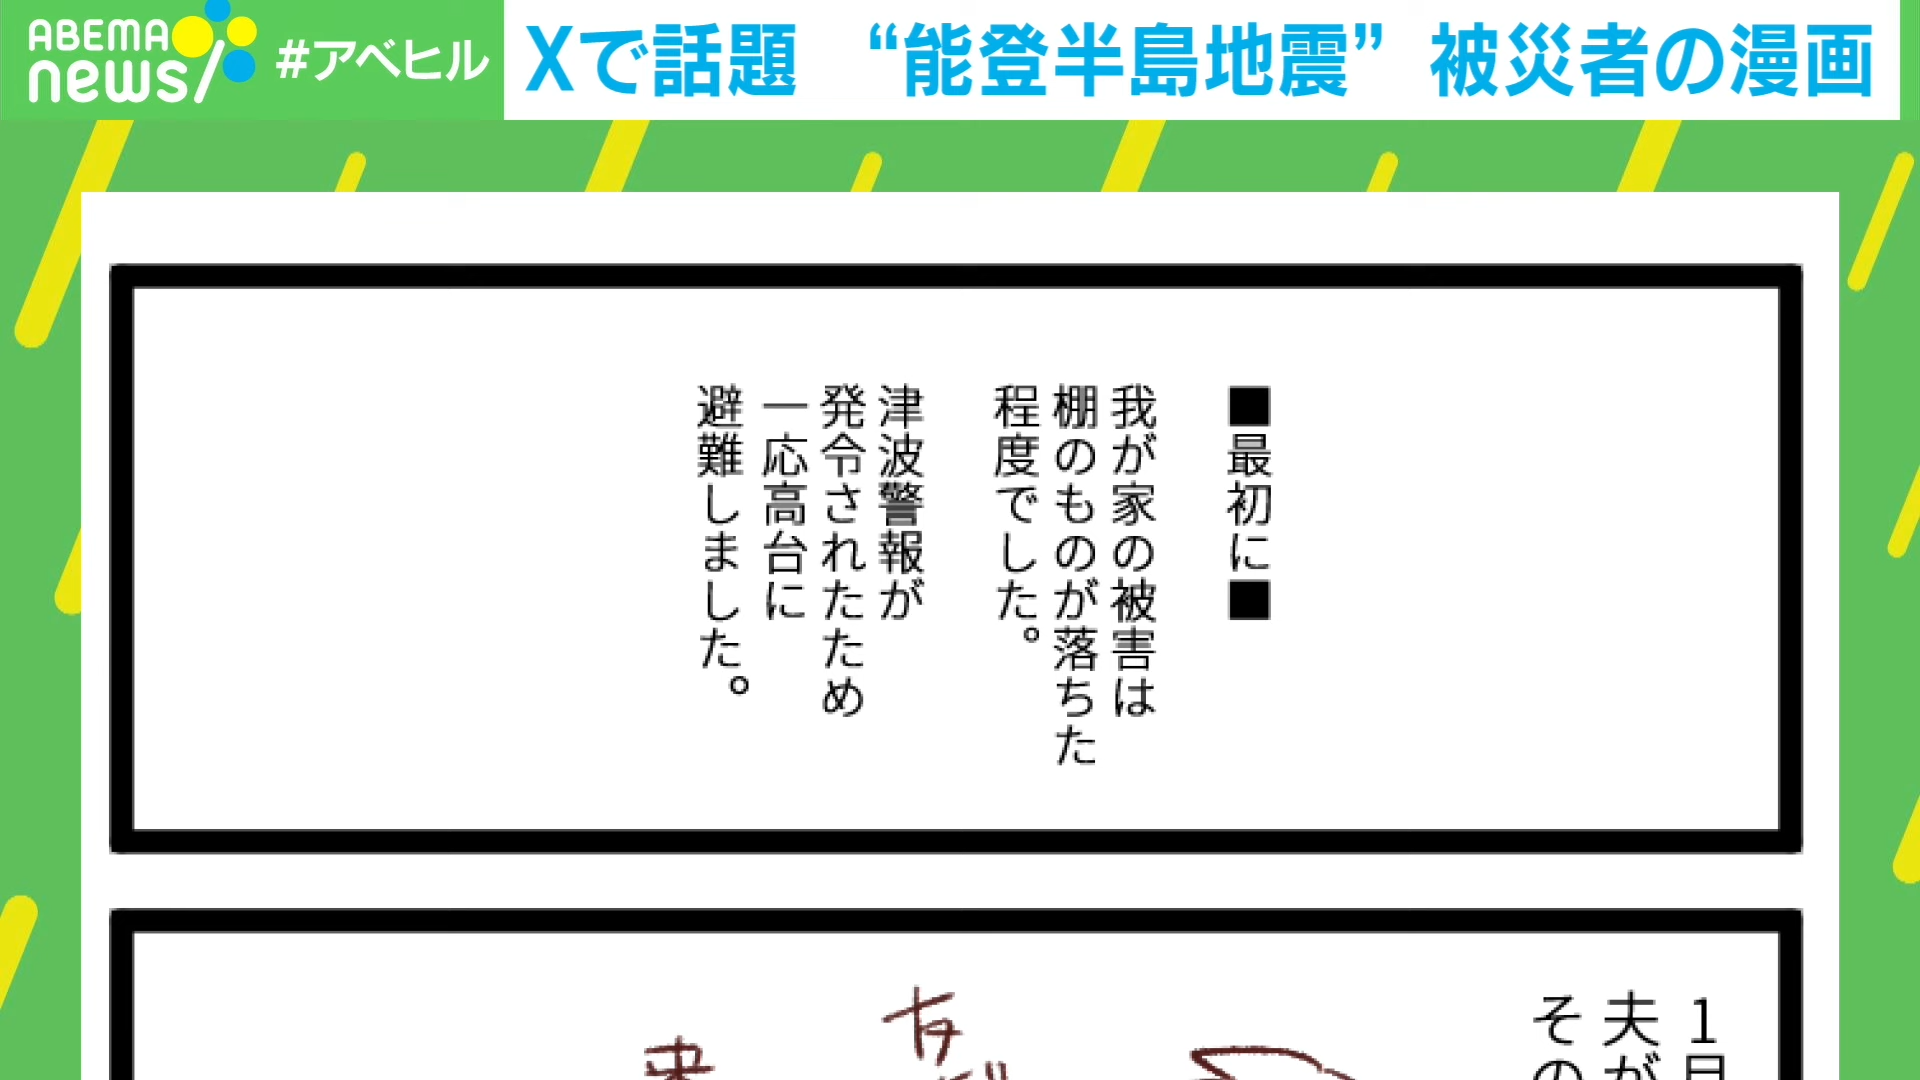 ABEMA
news/
#アベヒル
Xで話題 “能登半島地震” 被災者の漫画
■最初に■
我が家の被害は
棚のものが落ちた
程度でした。
津波警報が
発令されたため
一応高台に
避難しました。
1日
夫が
その